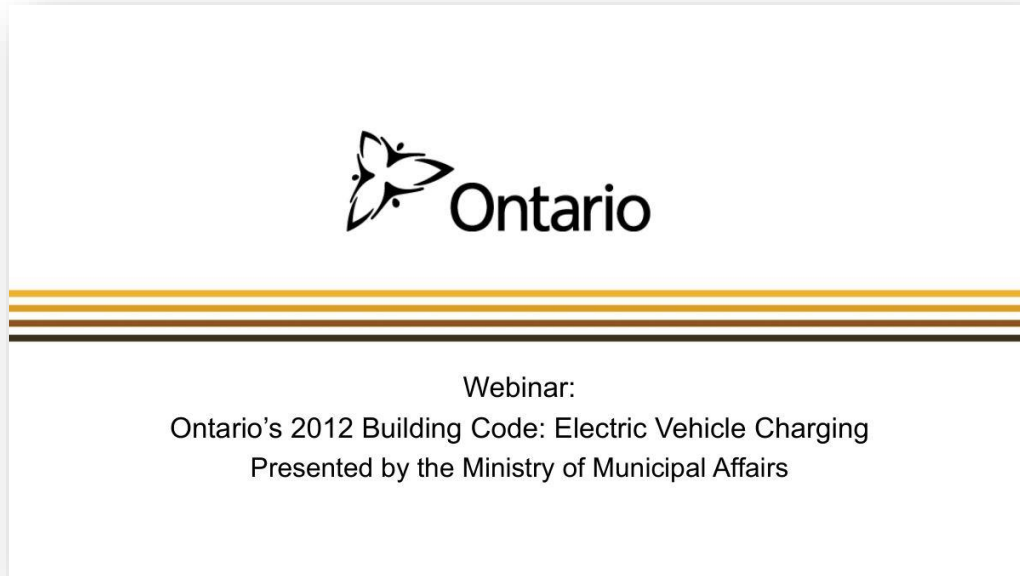 Ontario
Webinar:
Ontario’s 2012 Building Code: Electric Vehicle Charging
Presented by the Ministry of Municipal Affairs